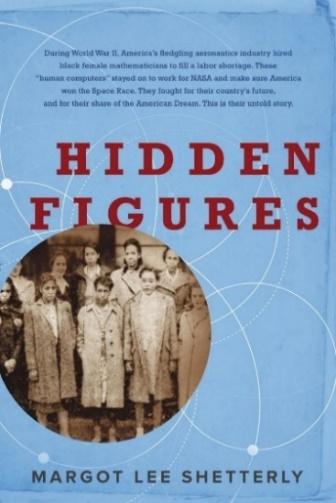 During World War II, America's fledgling aeronautics industry hired
black female mathematicians to fill a labor shortage. These
"human computers" stayed on to work for NASA and make sure America
won the Space Race. They fought for their country's future,
and for their share of the American Dream. This is their untold story.
HIDDEN
FIGURES
MARGOT LEE SHETTERLY